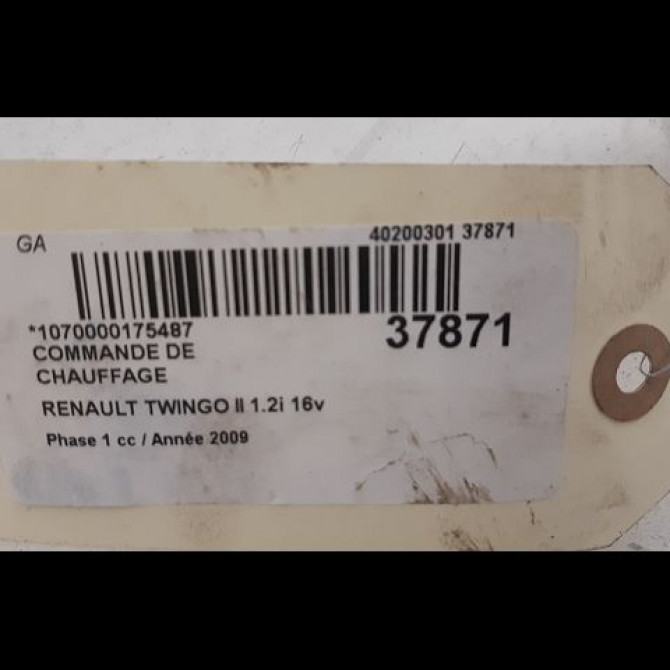 GA
40200301 37871
*1070000175487
37871
COMMANDE DE
CHAUFFAGE
RENAULT TWINGO II 1.2i 16v
Phase 1 cc / Année 2009